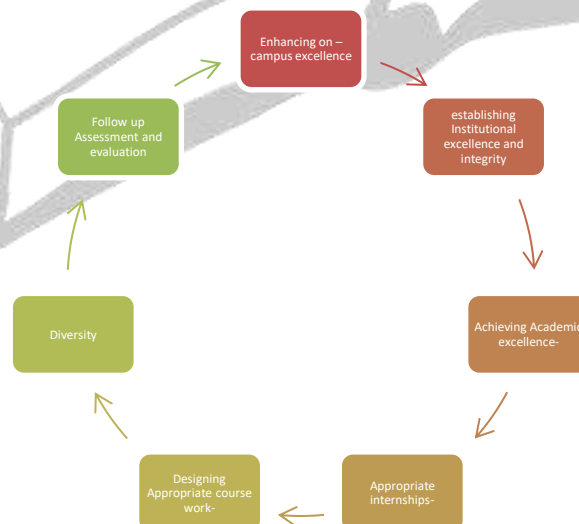 Enhancing on –
campus excellence
establishing
Institutional
excellence and
integrity
Achieving Academic
excellence-
Appropriate
internships-
Designing
Appropriate course
work-
Diversity
Follow up
Assessment and
evaluation